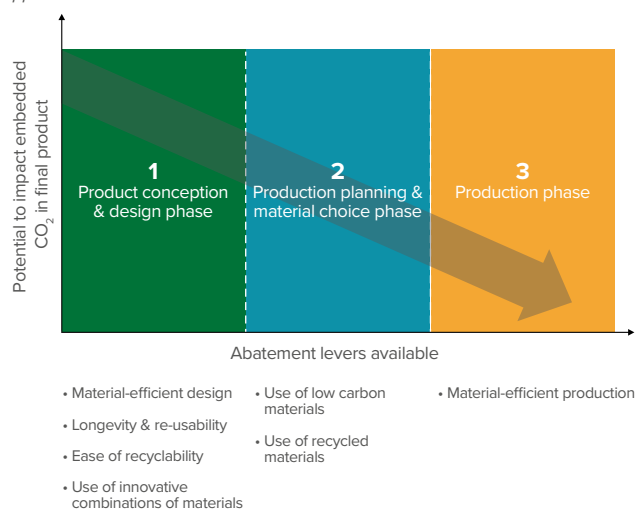 Potential to impact embedded
CO₂ in final product
1
Product conception
& design phase
2
Production planning &
material choice phase
3
Production phase
Abatement levers available
• Material-efficient design
• Longevity & re-usability
• Ease of recyclability
• Use of innovative
combinations of materials
• Use of low carbon
materials
• Use of recycled
materials
• Material-efficient production